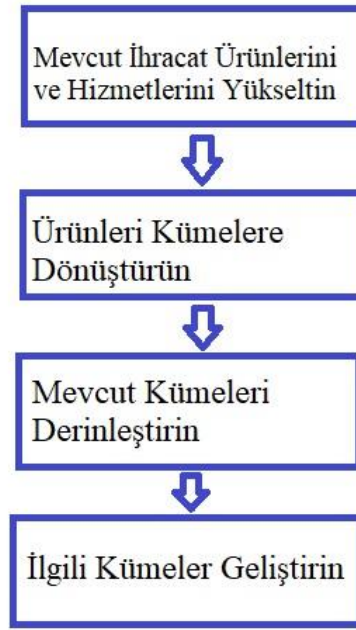 Mevcut İhracat Ürünlerini
ve Hizmetlerini Yükseltin
Ürünleri Kümelere
Dönüştürün
Mevcut Kümeleri
Derinleştirin
İlgili Kümeler Geliştirin